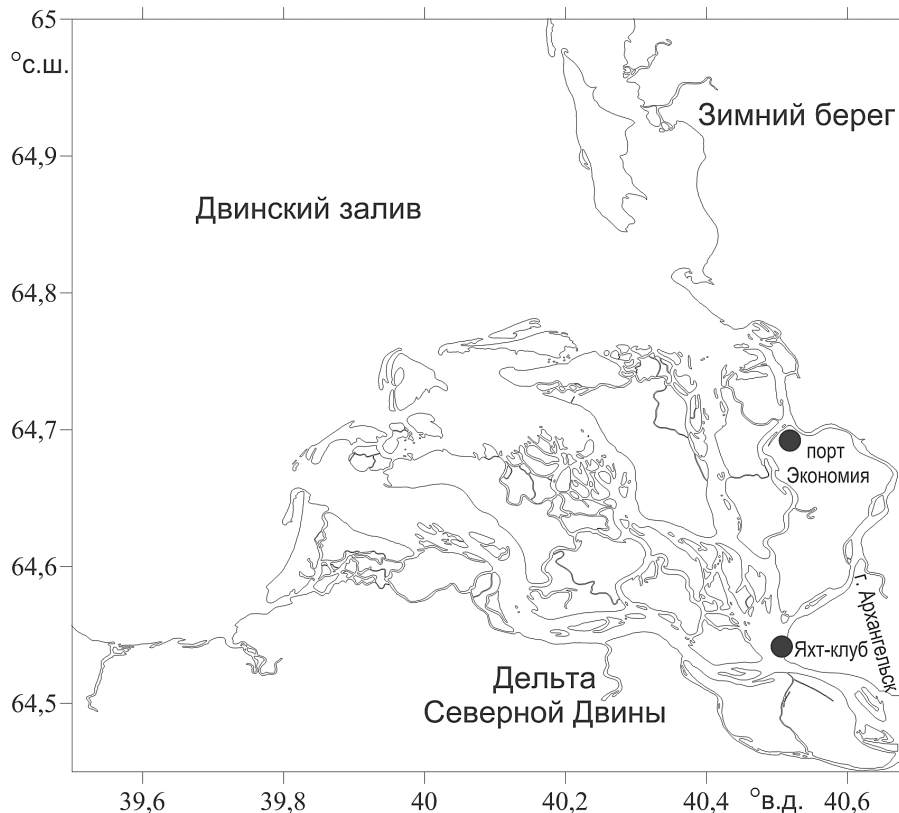 65
°с.ш.
Зимний берег
64,9
Двинский залив
64,8
64,7
порт
Экономия
64,6
г. Архангельск
Яхт-клуб
Дельта
Северной Двины
64,5
39,6
39,8
40
40,2
40,4
°в.д.
40,6